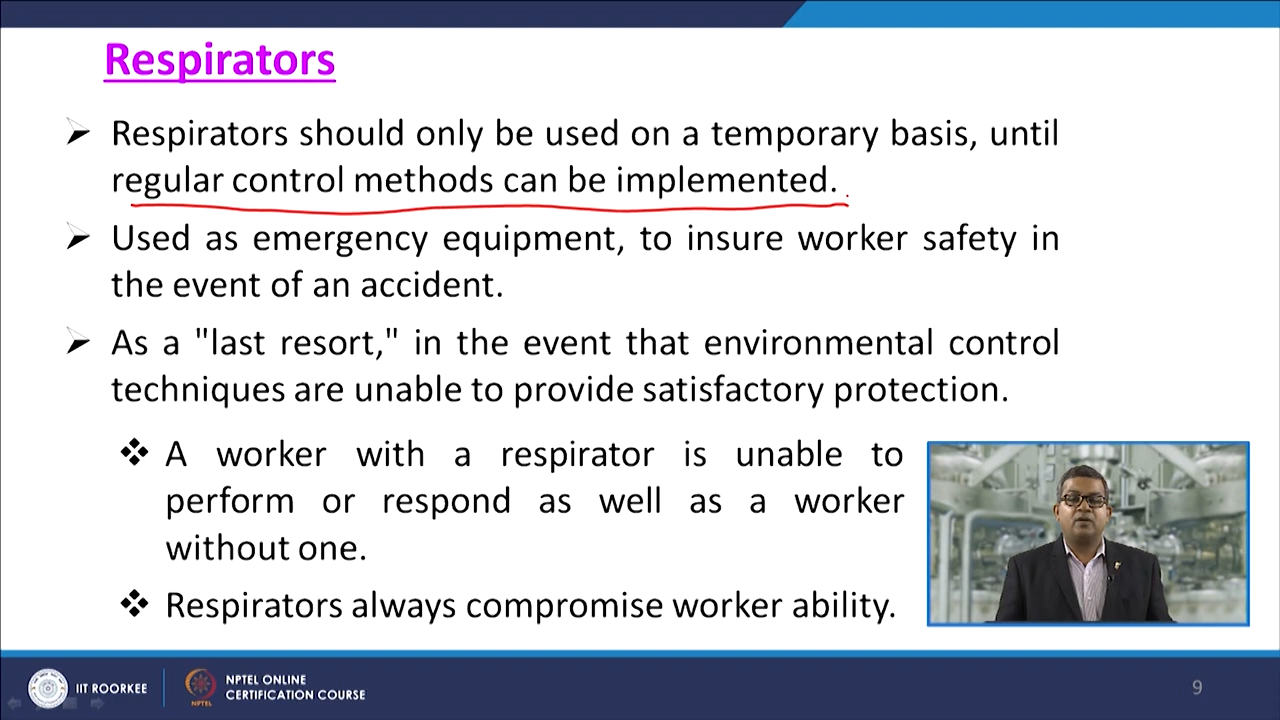 Respirators
➢ Respirators should only be used on a temporary basis, until
regular control methods can be implemented.
➢ Used as emergency equipment, to insure worker safety in
the event of an accident.
➢ As a "last resort," in the event that environmental control
techniques are unable to provide satisfactory protection.
❖ A worker with a respirator is unable to
perform or respond as well as a worker
without one.
❖ Respirators always compromise worker ability.
IIT ROORKEE
NPTEL
NPTEL ONLINE
CERTIFICATION COURSE
9